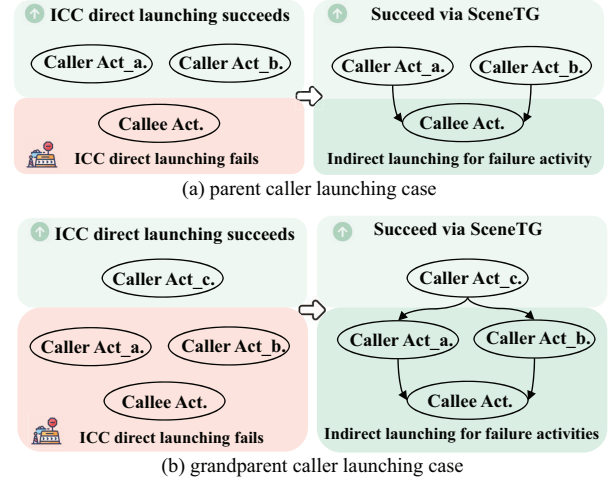 ICC direct launching succeeds
Caller Act_a.
Caller Act_b.
Callee Act.
ICC direct launching fails
Succeed via SceneTG
Caller Act_a.
Caller Act_b.
Callee Act.
Indirect launching for failure activity
(a) parent caller launching case
ICC direct launching succeeds
Caller Act_c.
Caller Act_a.
Caller Act_b.
Callee Act.
ICC direct launching fails
Succeed via SceneTG
Caller Act_c.
Caller Act_a.
Caller Act_b.
Callee Act.
Indirect launching for failure activities
(b) grandparent caller launching case